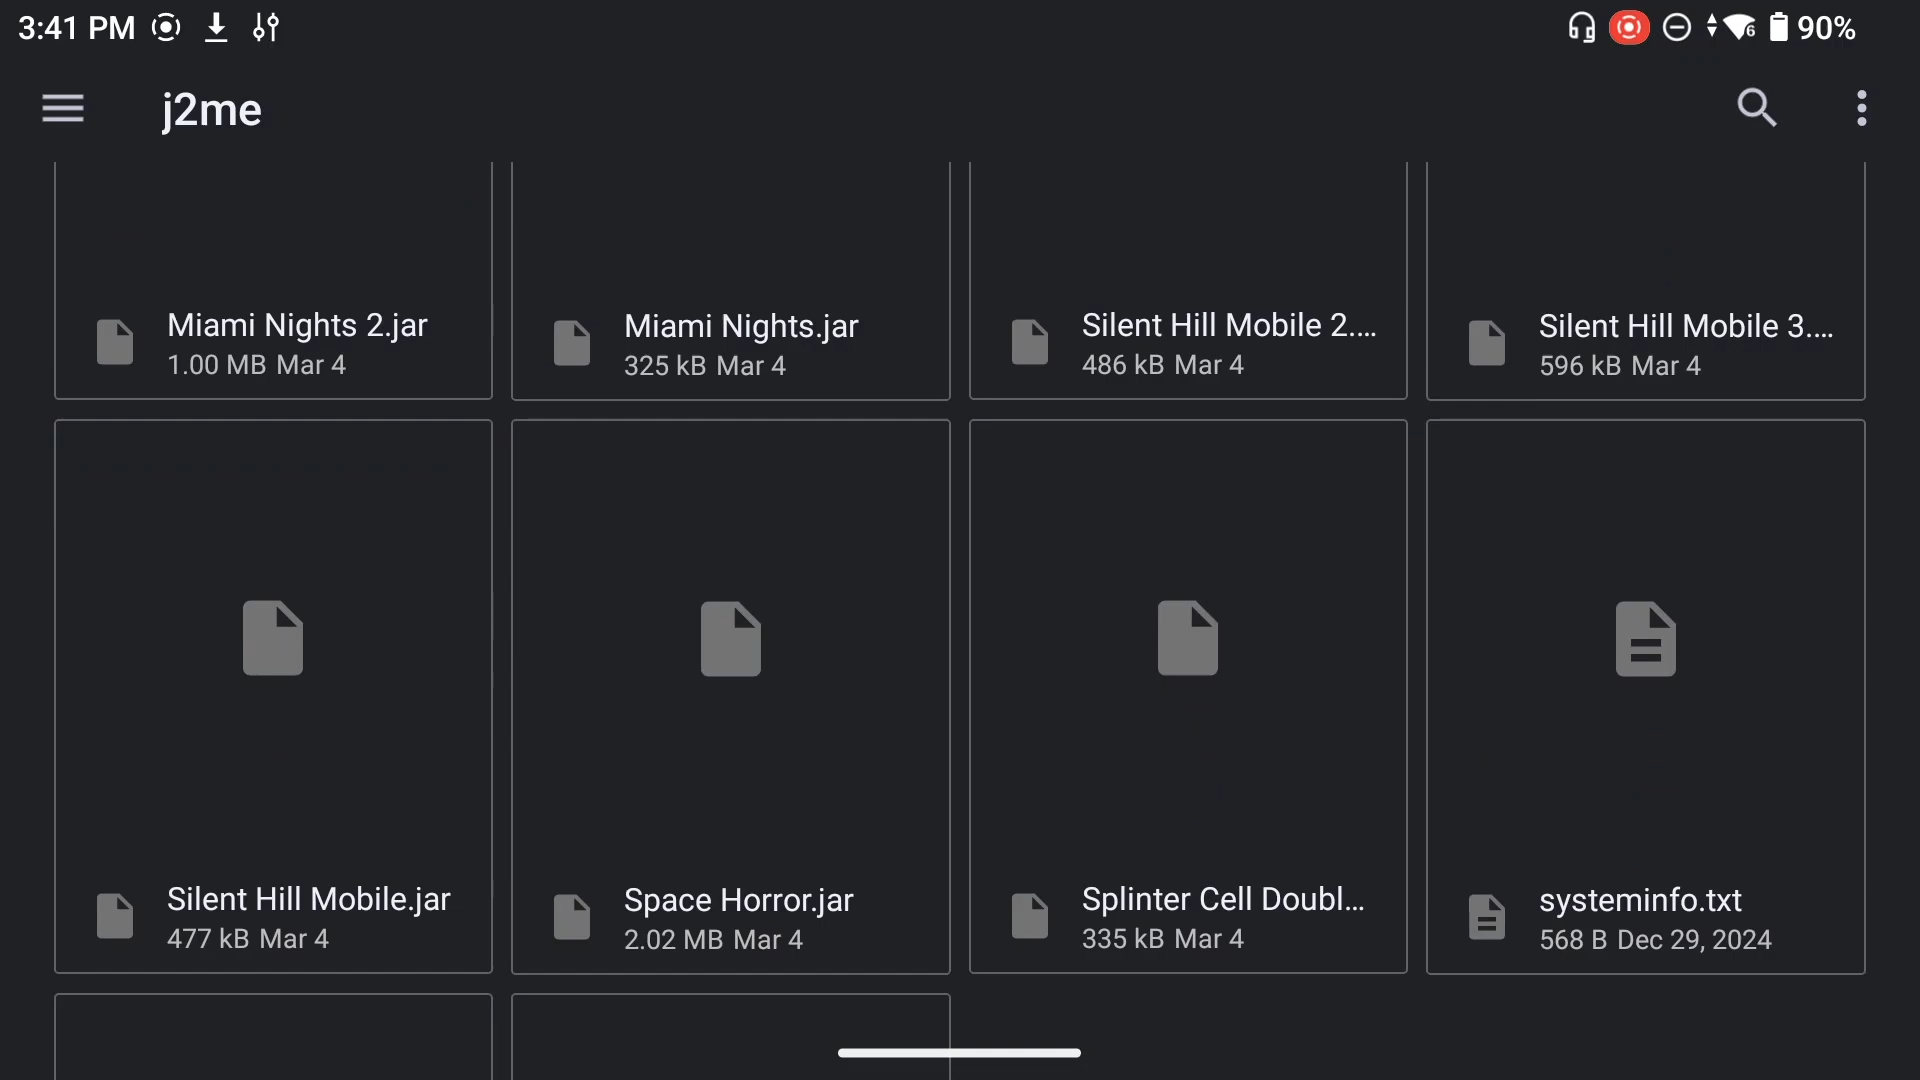 3:41 PM
6
90%
j2me
Miami Nights 2.jar
1.00 MB Mar 4
Miami Nights.jar
325 kB Mar 4
Silent Hill Mobile 2....
486 kB Mar 4
Silent Hill Mobile 3....
596 kB Mar 4
Silent Hill Mobile.jar
477 kB Mar 4
Space Horror.jar
2.02 MB Mar 4
Splinter Cell Doubl...
335 kB Mar 4
systeminfo.txt
568 B Dec 29, 2024